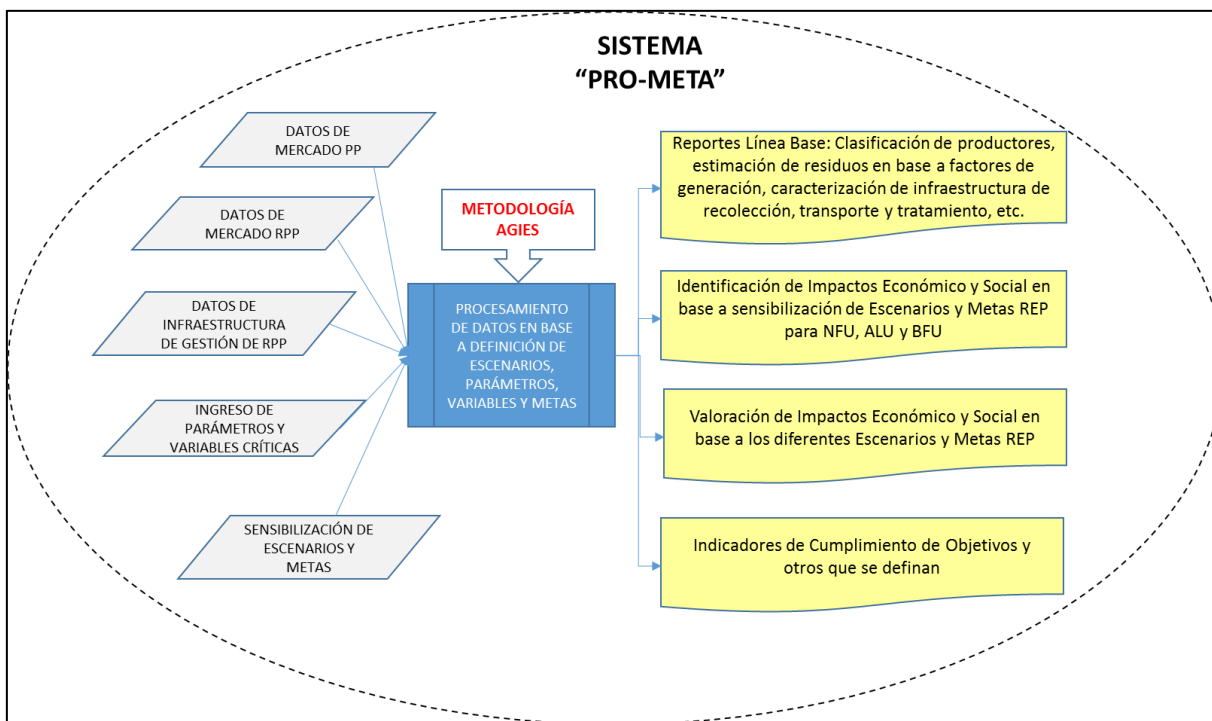 SISTEMA
“PRO-META”
DATOS DE
MERCADO PP
DATOS DE
MERCADO RPP
DATOS DE
INFRAESTRUCTURA
DE GESTIÓN DE RPP
INGRESO DE
PARÁMETROS Y
VARIABLES CRÍTICAS
SENSIBILIZACIÓN DE
ESCENARIOS Y
METAS
METODOLOGÍA
AGIES
PROCESAMIENTO
DE DATOS EN BASE
A DEFINICIÓN DE
ESCENARIOS,
PARÁMETROS,
VARIABLES Y METAS
Reportes Línea Base: Clasificación de productores,
estimación de residuos en base a factores de
generación, caracterización de infraestructura de
recolección, transporte y tratamiento, etc.
Identificación de Impactos Económico y Social en
base a sensibilización de Escenarios y Metas REP
para NFU, ALU y BFU
Valoración de Impactos Económico y Social en
base a los diferentes Escenarios y Metas REP
Indicadores de Cumplimiento de Objetivos y
otros que se definan